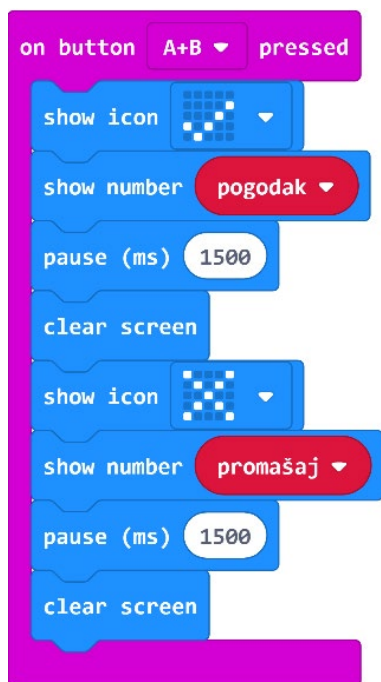 on button A+B pressed
show icon
show number pogodak
pause (ms) 1500
clear screen
show icon
show number promašaj
pause (ms) 1500
clear screen